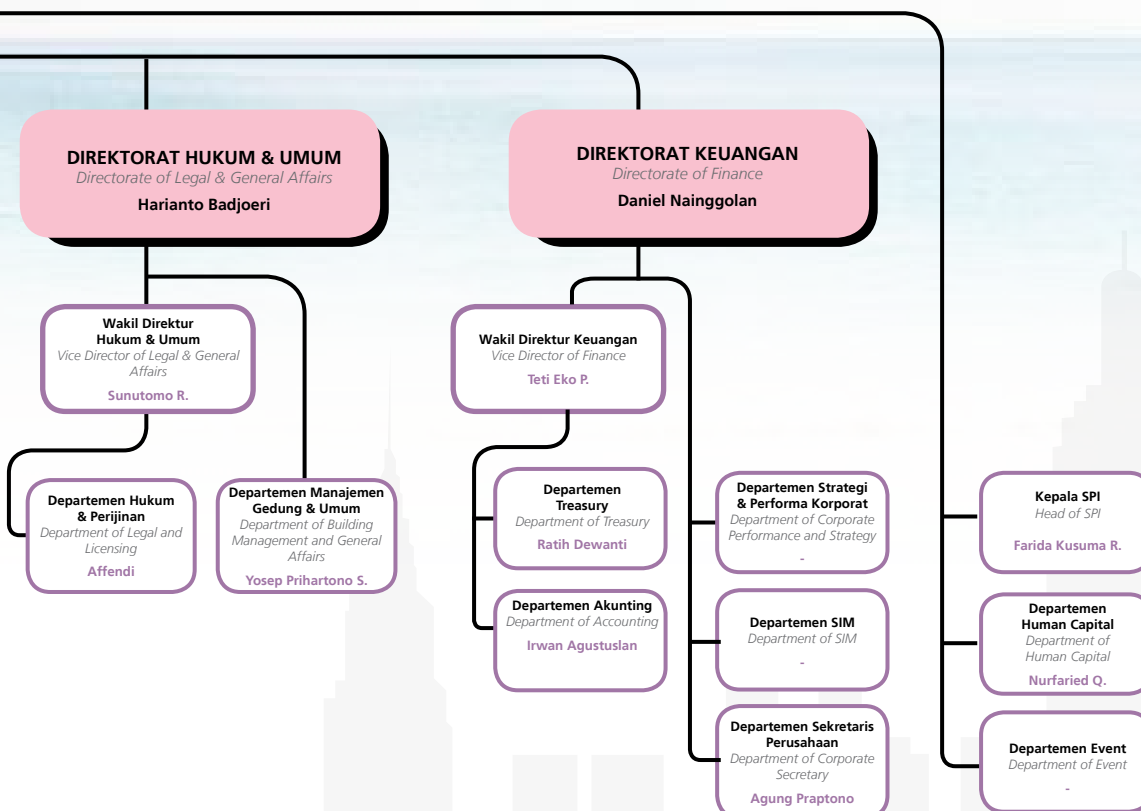 DIREKTORAT HUKUM & UMUM
Directorate of Legal & General Affairs
Harianto Badjoeri
DIREKTORAT KEUANGAN
Directorate of Finance
Daniel Nainggolan
Wakil Direktur
Hukum & Umum
Vice Director of Legal & General
Affairs
Sunutomo R.
Wakil Direktur Keuangan
Vice Director of Finance
Teti Eko P.
Departemen Hukum
& Perijinan
Department of Legal and
Licensing
Affendi
Departemen Manajemen
Gedung & Umum
Department of Building
Management and General
Affairs
Yosep Prihartono S.
Departemen
Treasury
Department of Treasury
Ratih Dewanti
Departemen Akunting
Department of Accounting
Irwan Agustuslan
Departemen Strategi
& Performa Korporat
Department of Corporate
Performance and Strategy
-
Departemen SIM
Department of SIM
-
Departemen Sekretaris
Perusahaan
Department of Corporate
Secretary
Agung Praptono
Kepala SPI
Head of SPI
Farida Kusuma R.
Departemen
Human Capital
Department of
Human Capital
Nurfaried Q.
Departemen Event
Department of Event
-